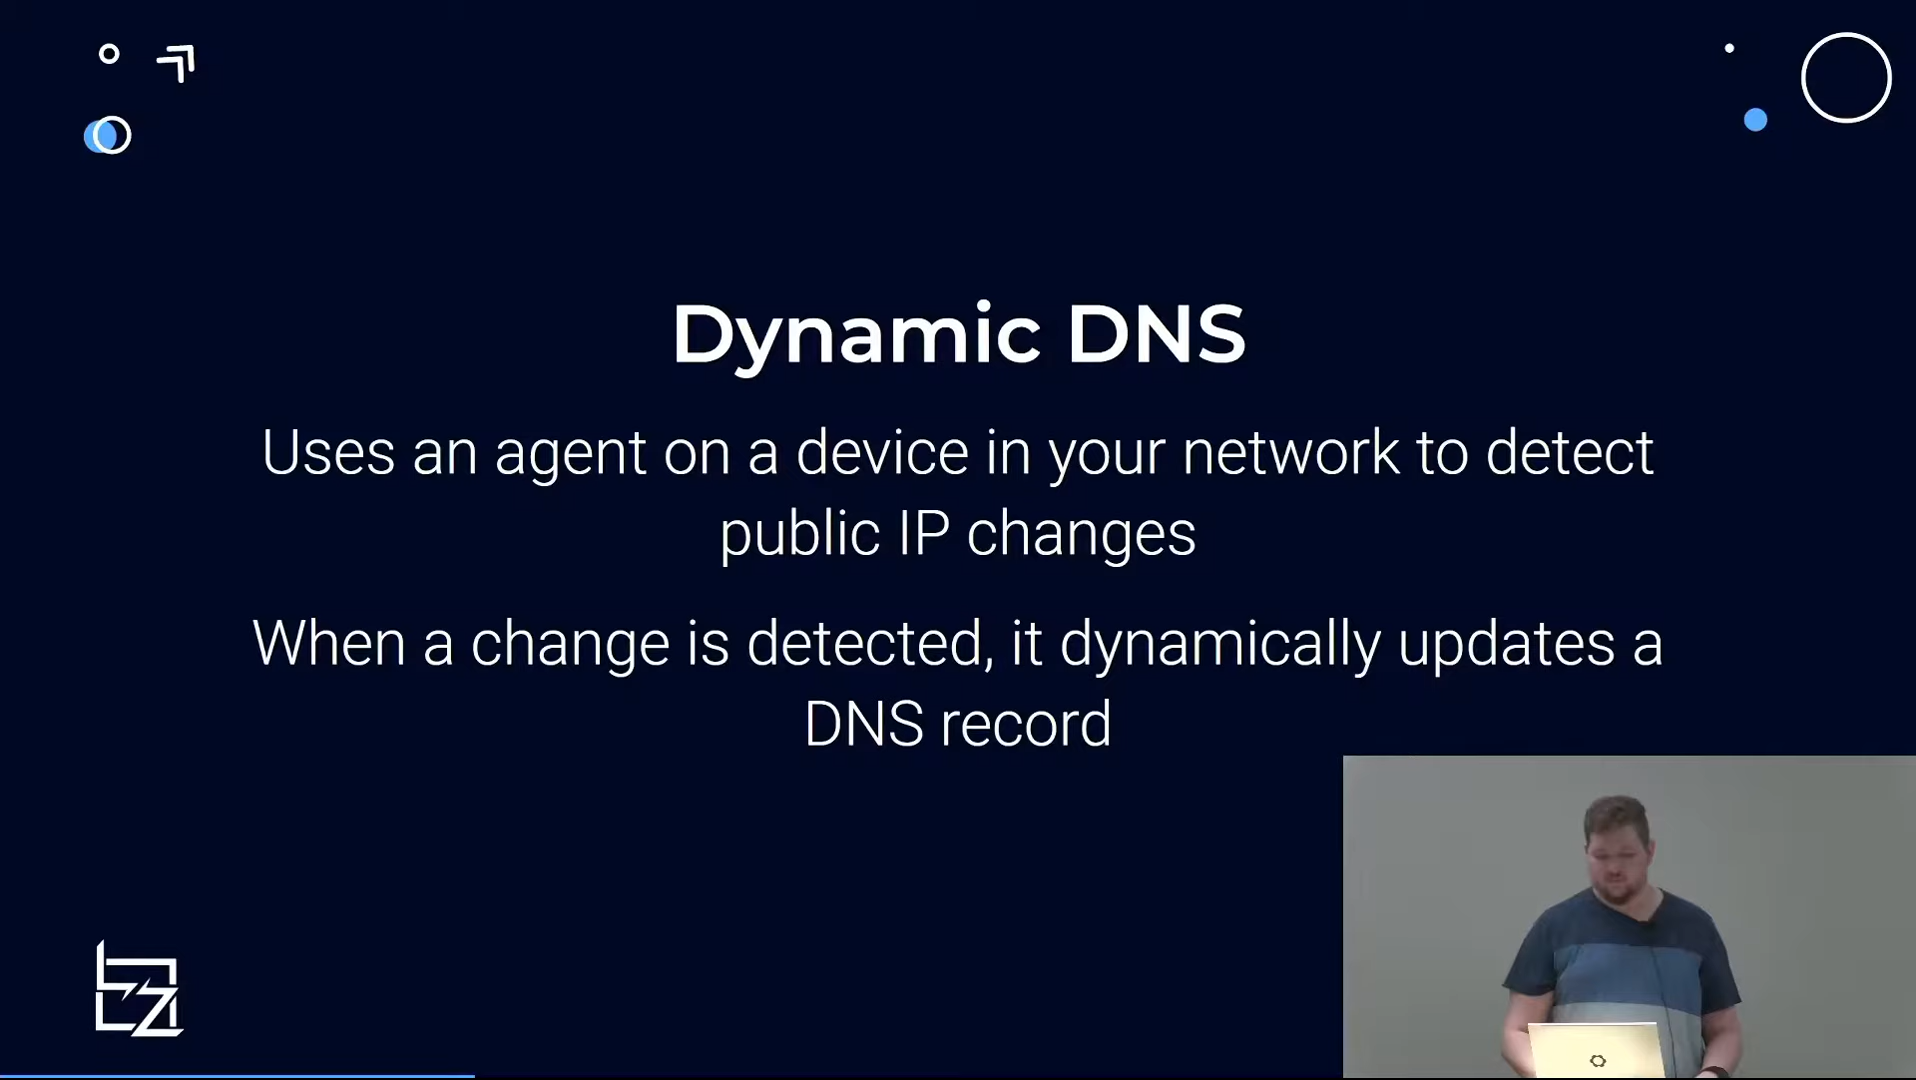 Dynamic DNS
Uses an agent on a device in your network to detect
public IP changes
When a change is detected, it dynamically updates a
DNS record